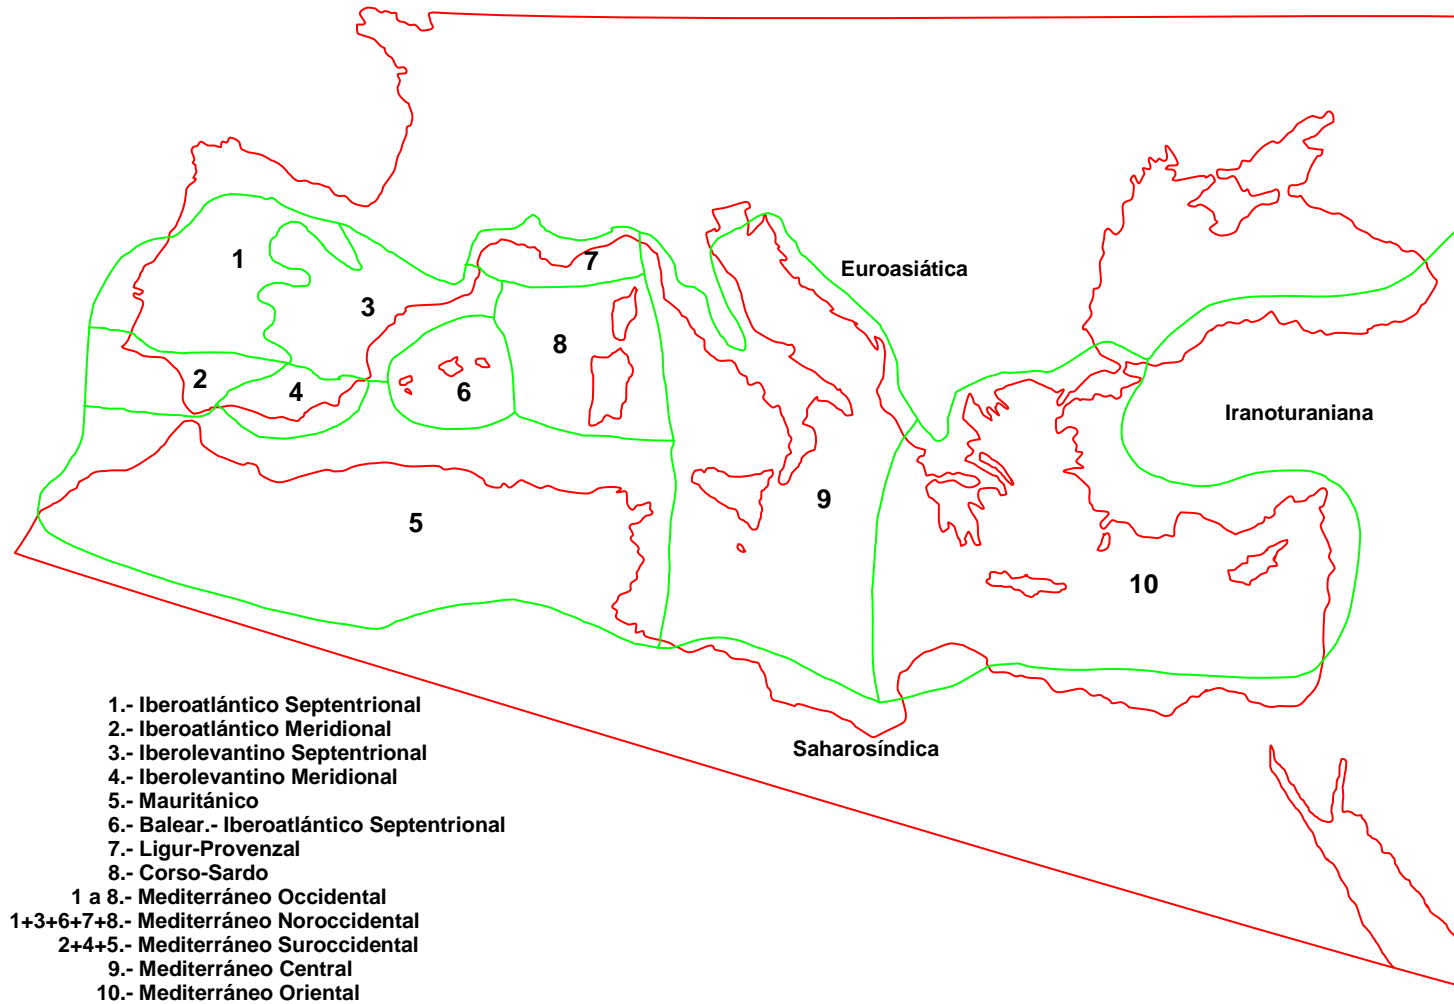 1
7
Euroasiática
3
8
2
4
6
Iranoturaniana
9
5
10
Saharosíndica
1.- Iberoatlántico Septentrional
2.- Iberoatlántico Meridional
3.- Iberolevantino Septentrional
4.- Iberolevantino Meridional
5.- Mauritánico
6.- Balear.- Iberoatlántico Septentrional
7.- Ligur-Provenzal
8.- Corso-Sardo
1 a 8.- Mediterráneo Occidental
1+3+6+7+8.- Mediterráneo Noroccidental
2+4+5.- Mediterráneo Suroccidental
9.- Mediterráneo Central
10.- Mediterráneo Oriental